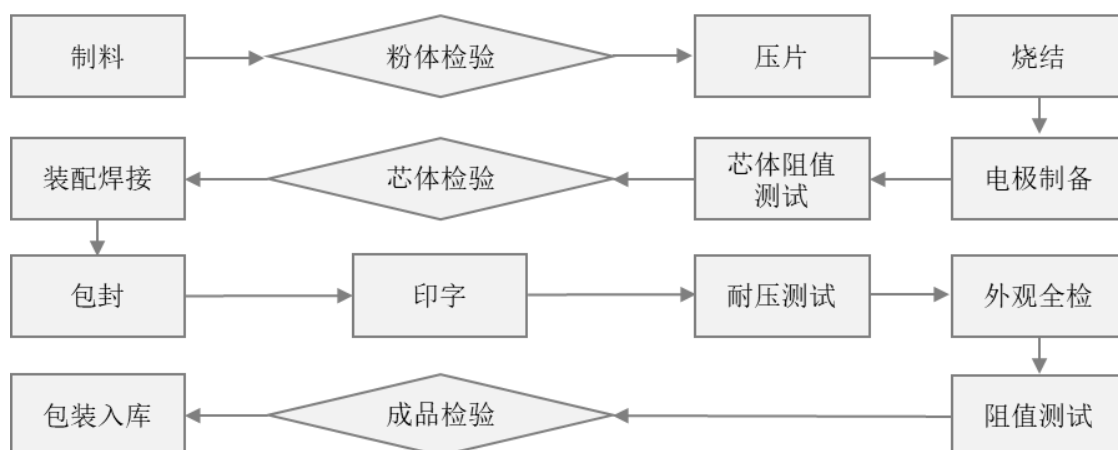 制料
粉体检验
压片
烧结
电极制备
芯体阻值
测试
芯体检验
装配焊接
包封
印字
耐压测试
外观全检
阻值测试
成品检验
包装入库